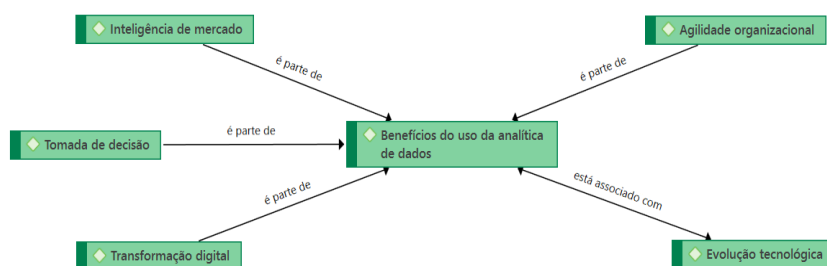 Inteligência de mercado
Agilidade organizacional
é parte de
é parte de
é parte de
Tomada de decisão
Benefícios do uso da analítica
de dados
é parte de
está associado com
Transformação digital
Evolução tecnológica